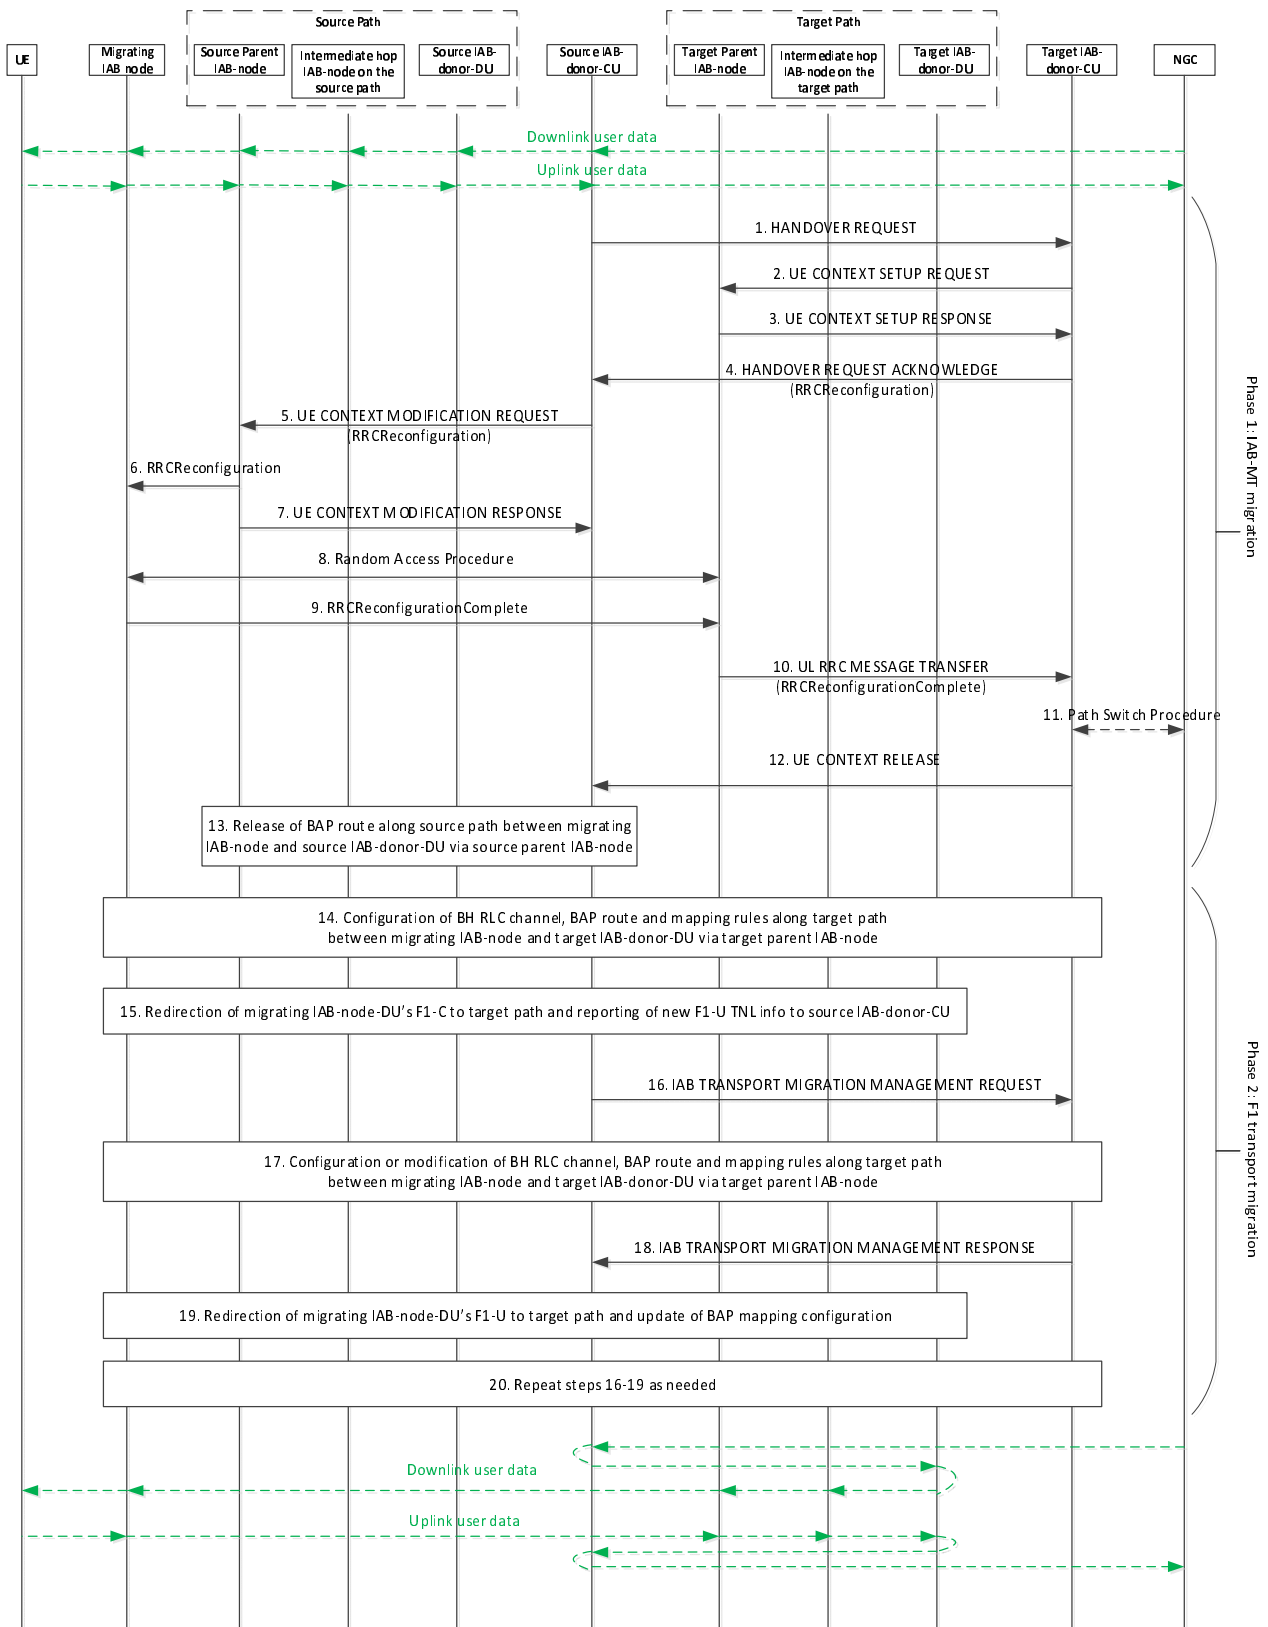 Source Path
Target Path
UE
Migrating
IAB node
Source Parent
IAB-node
Intermediate hop
IAB-node on the
source path
Source IAB-
donor-DU
Source IAB-
donor-CU
Target Parent
IAB-node
Intermediate hop
IAB-node on the
target path
Target IAB-
donor-DU
Target IAB-
donor-CU
NGC
Downlink user data
Uplink user data
1. HANDOVER REQUEST
2. UE CONTEXT SETUP REQUEST
3. UE CONTEXT SETUP RESPONSE
4. HANDOVER REQUEST ACKNOWLEDGE
(RRCReconfiguration)
5. UE CONTEXT MODIFICATION REQUEST
(RRCReconfiguration)
6. RRCReconfiguration
7. UE CONTEXT MODIFICATION RESPONSE
8. Random Access Procedure
9. RRCReconfigurationComplete
10. UL RRC MESSAGE TRANSFER
(RRCReconfigurationComplete)
11. Path Switch Procedure
12. UE CONTEXT RELEASE
13. Release of BAP route along source path between migrating
IAB-node and source IAB-donor-DU via source parent IAB-node
Phase 1: IAB-MT migration
14. Configuration of BH RLC channel, BAP route and mapping rules along target path
between migrating IAB-node and target IAB-donor-DU via target parent IAB-node
15. Redirection of migrating IAB-node-DU's F1-C to target path and reporting of new F1-U TNL info to source IAB-donor-CU
16. IAB TRANSPORT MIGRATION MANAGEMENT REQUEST
17. Configuration or modification of BH RLC channel, BAP route and mapping rules along target path
between migrating IAB-node and target IAB-donor-DU via target parent IAB-node
18. IAB TRANSPORT MIGRATION MANAGEMENT RESPONSE
19. Redirection of migrating IAB-node-DU's F1-U to target path and update of BAP mapping configuration
20. Repeat steps 16-19 as needed
Phase 2: F1 transport migration
Downlink user data
Uplink user data